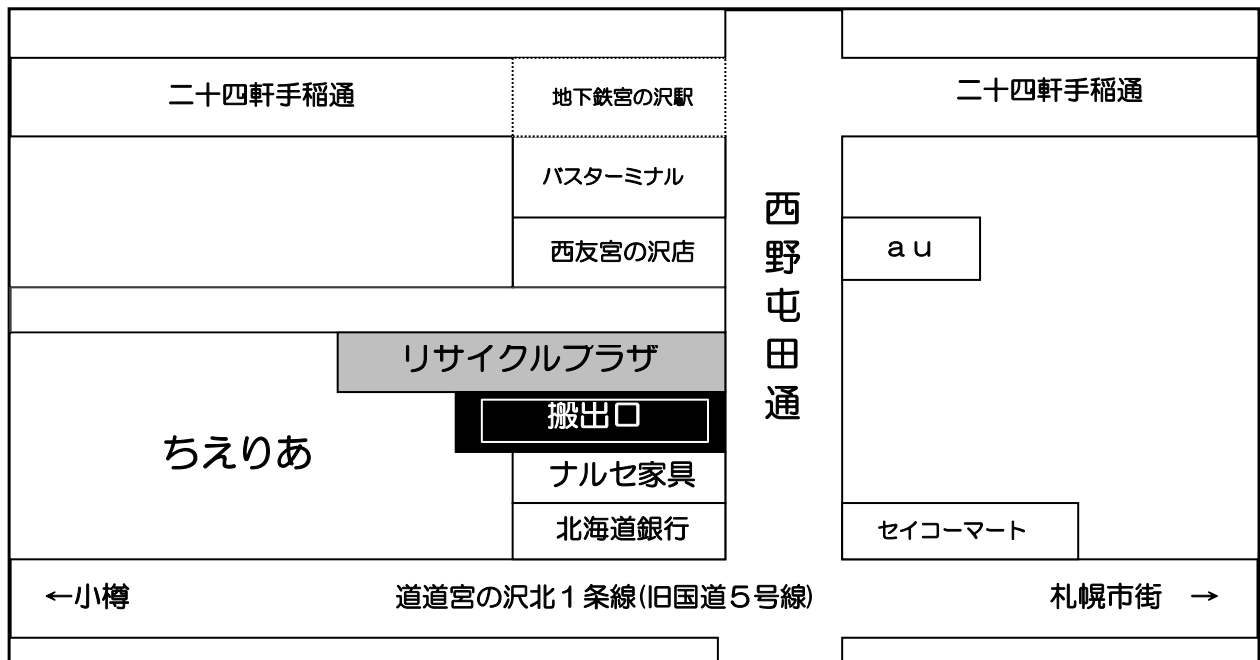 二十四軒手稲通
地下鉄宮の沢駅
二十四軒手稲通
バスターミナル
西野屯田通
西友宮の沢店
ａｕ
リサイクルプラザ
搬出口
ちえりあ
ナルセ家具
北海道銀行
セイコーマート
←小樽
道道宮の沢北１条線(旧国道５号線)
札幌市街　→